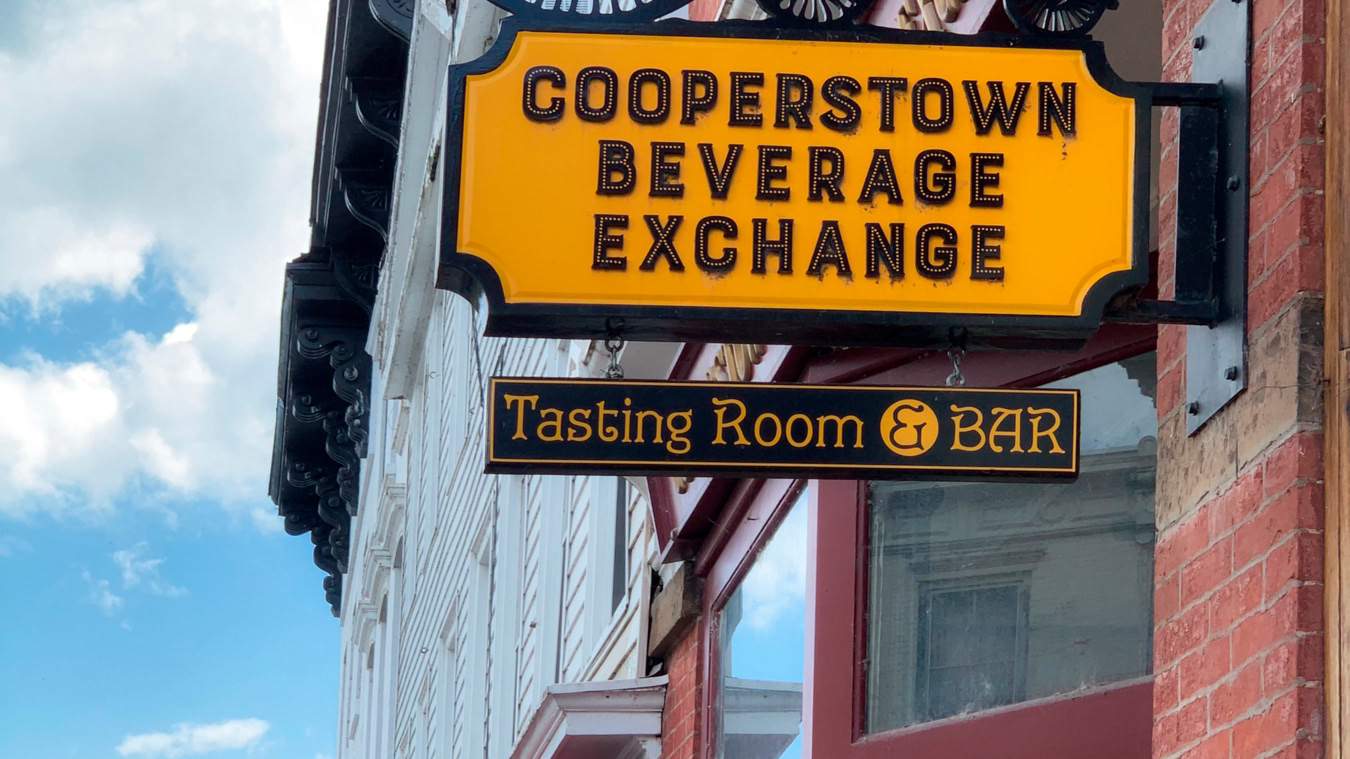 COOPERSTOWN
BEVERAGE
EXCHANGE
Tasting Room & BAR